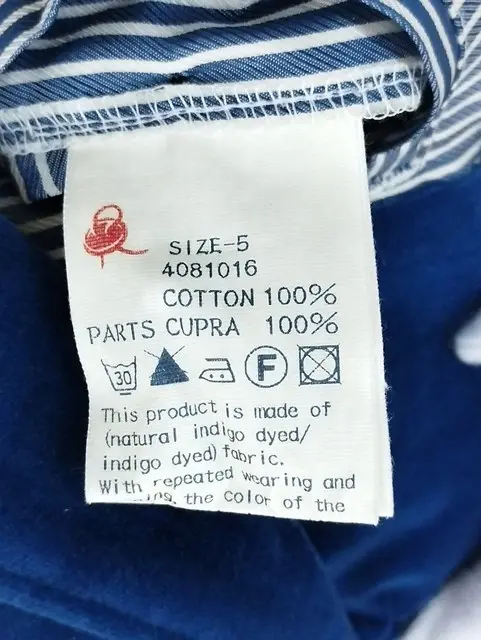 SIZE-5
4081016
COTTON 100%
PARTS CUPRA 100%
30 F
This product is made of
(natural indigo dyed/
indigo dyed) fabric.
With repeated wearing and
the color of the